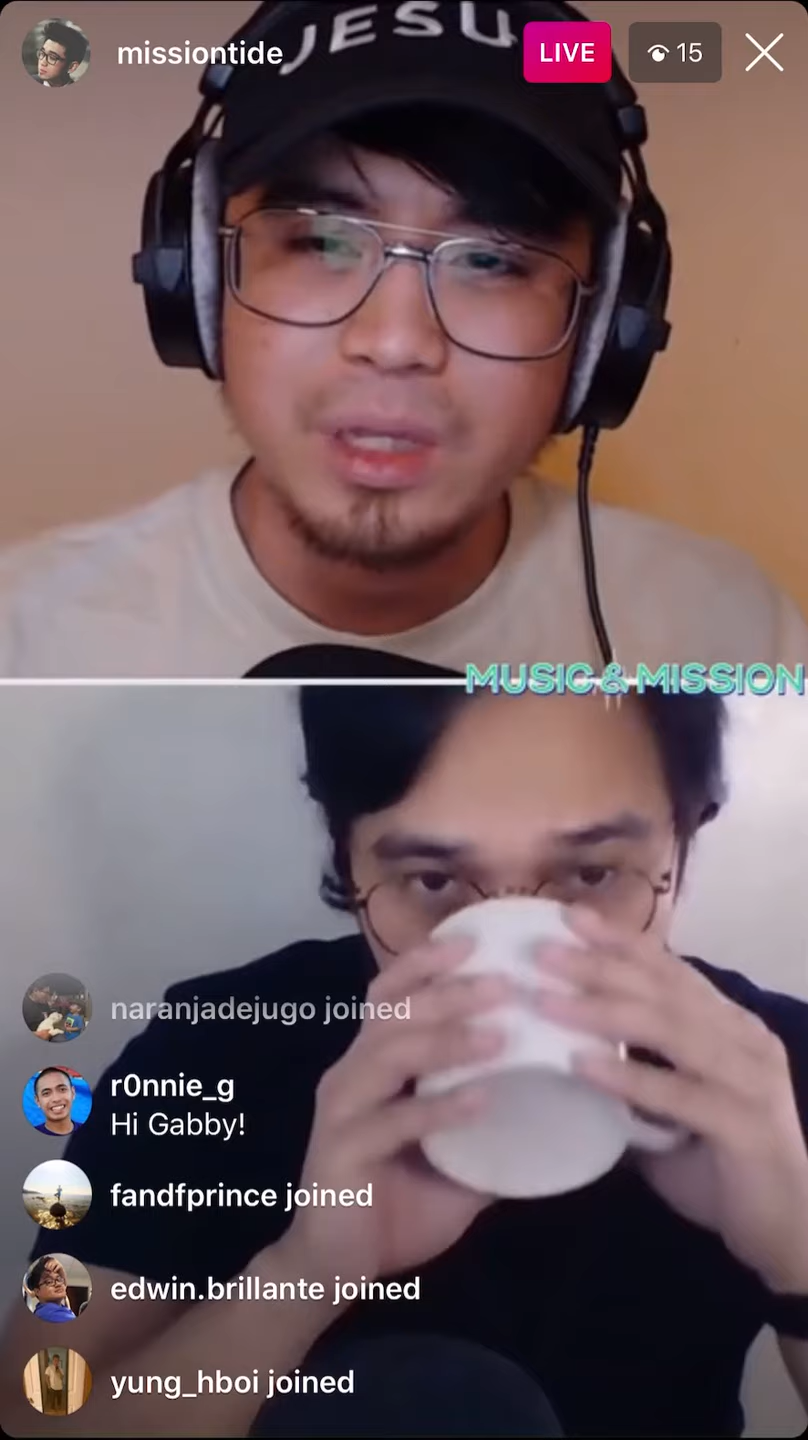 JESU
missiontide
LIVE
15
MUSIC & MISSION
naranjadejugo joined
r0nnie_g
Hi Gabby!
fandfprince joined
edwin.brillante joined
yung_hboi joined